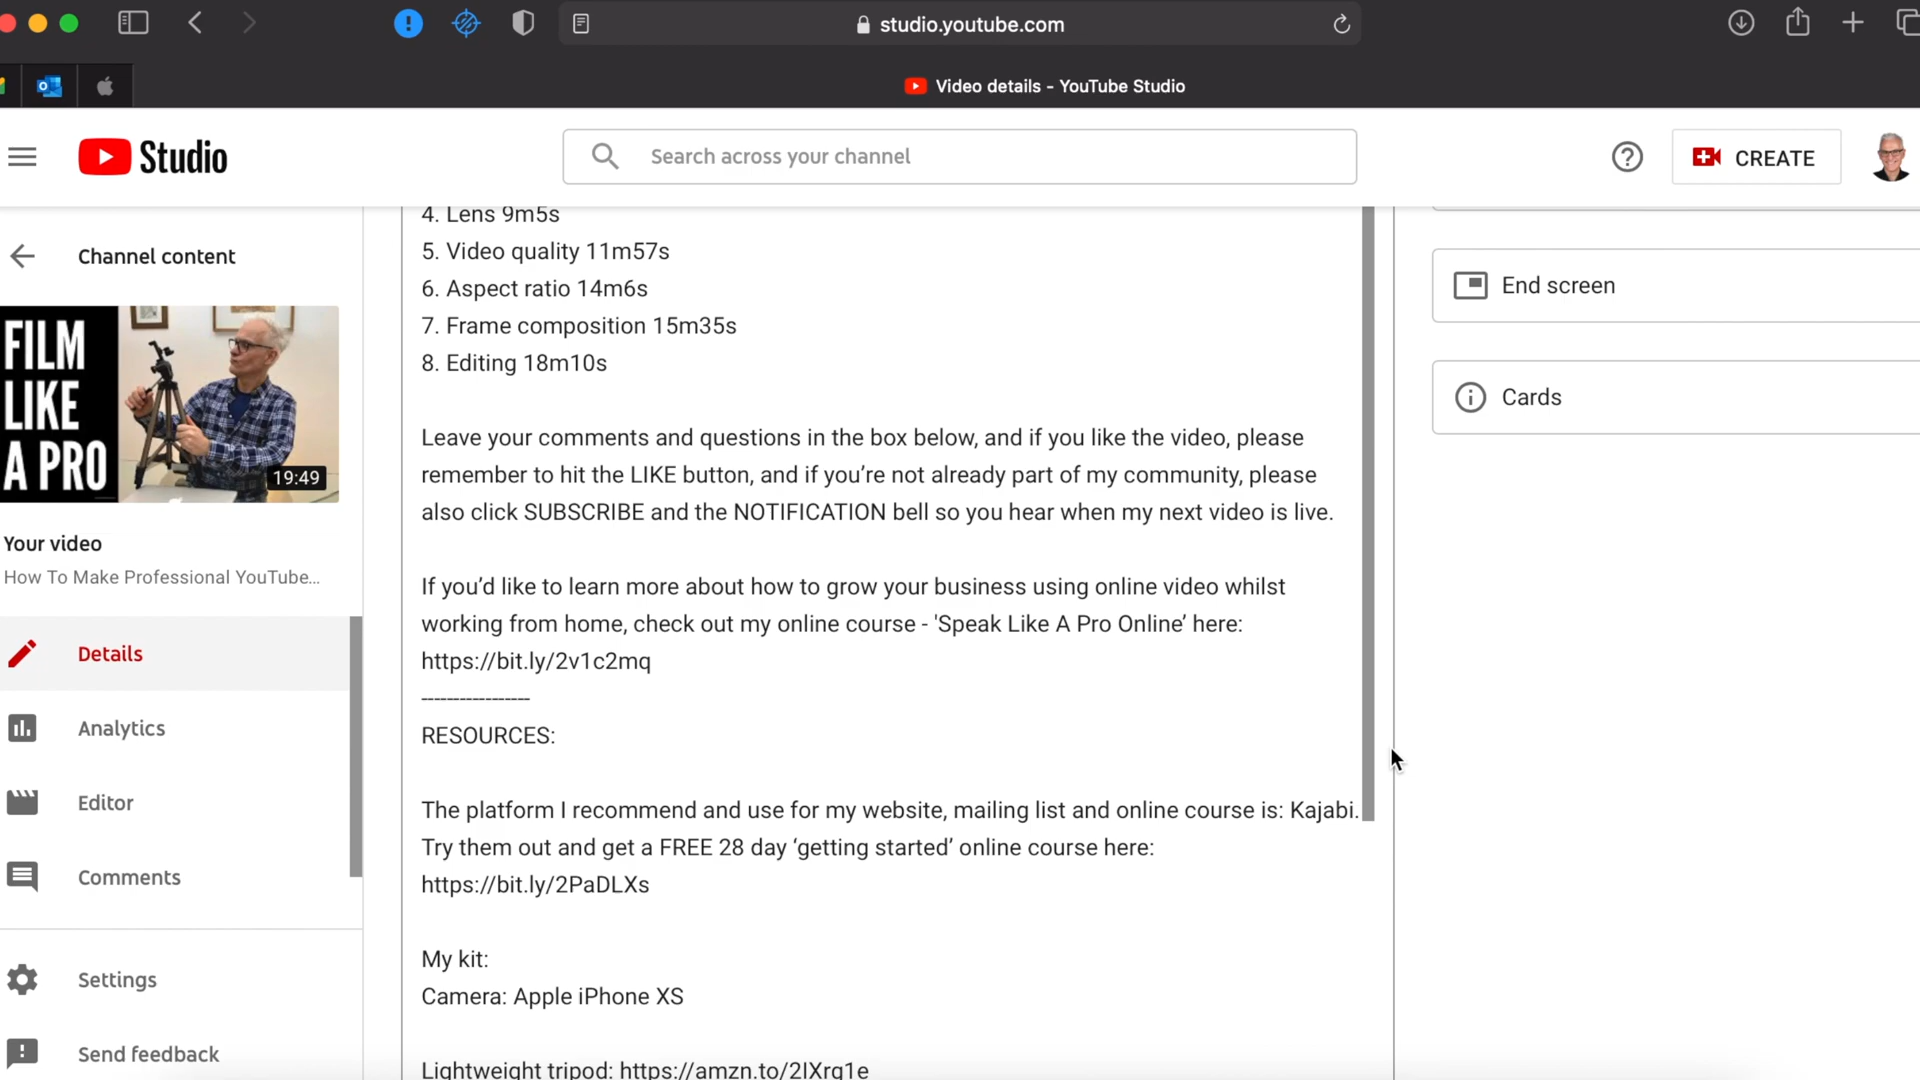 studio.youtube.com
Video details - YouTube Studio
Studio
Search across your channel
CREATE
Channel content
FILM
LIKE
A PRO
19:49
Your video
How To Make Professional YouTube...
Details
Analytics
Editor
Comments
Settings
Send feedback
4. Lens 9m5s
5. Video quality 11m57s
6. Aspect ratio 14m6s
7. Frame composition 15m35s
8. Editing 18m10s
Leave your comments and questions in the box below, and if you like the video, please
remember to hit the LIKE button, and if you’re not already part of my community, please
also click SUBSCRIBE and the NOTIFICATION bell so you hear when my next video is live.
If you’d like to learn more about how to grow your business using online video whilst
working from home, check out my online course - 'Speak Like A Pro Online’ here:
https://bit.ly/2v1c2mq
-----------------
RESOURCES:
The platform I recommend and use for my website, mailing list and online course is: Kajabi.
Try them out and get a FREE 28 day ‘getting started’ online course here:
https://bit.ly/2PaDLXs
My kit:
Camera: Apple iPhone XS
Lightweight tripod: https://amzn.to/2IXrg1e
End screen
Cards